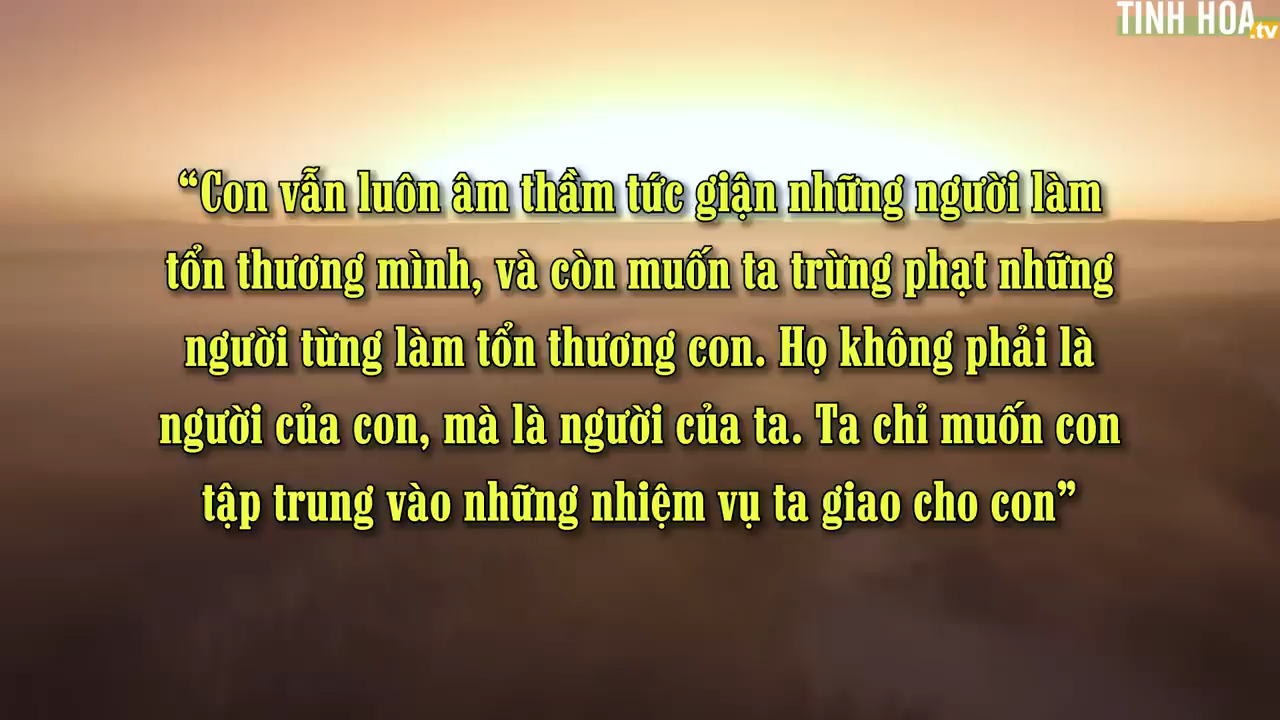 TINH HOA
.tv
“Con vẫn luôn âm thầm tức giận những người làm
tổn thương mình, và còn muốn ta trừng phạt những
người từng làm tổn thương con. Họ không phải là
người của con, mà là người của ta. Ta chỉ muốn con
tập trung vào những nhiệm vụ ta giao cho con”